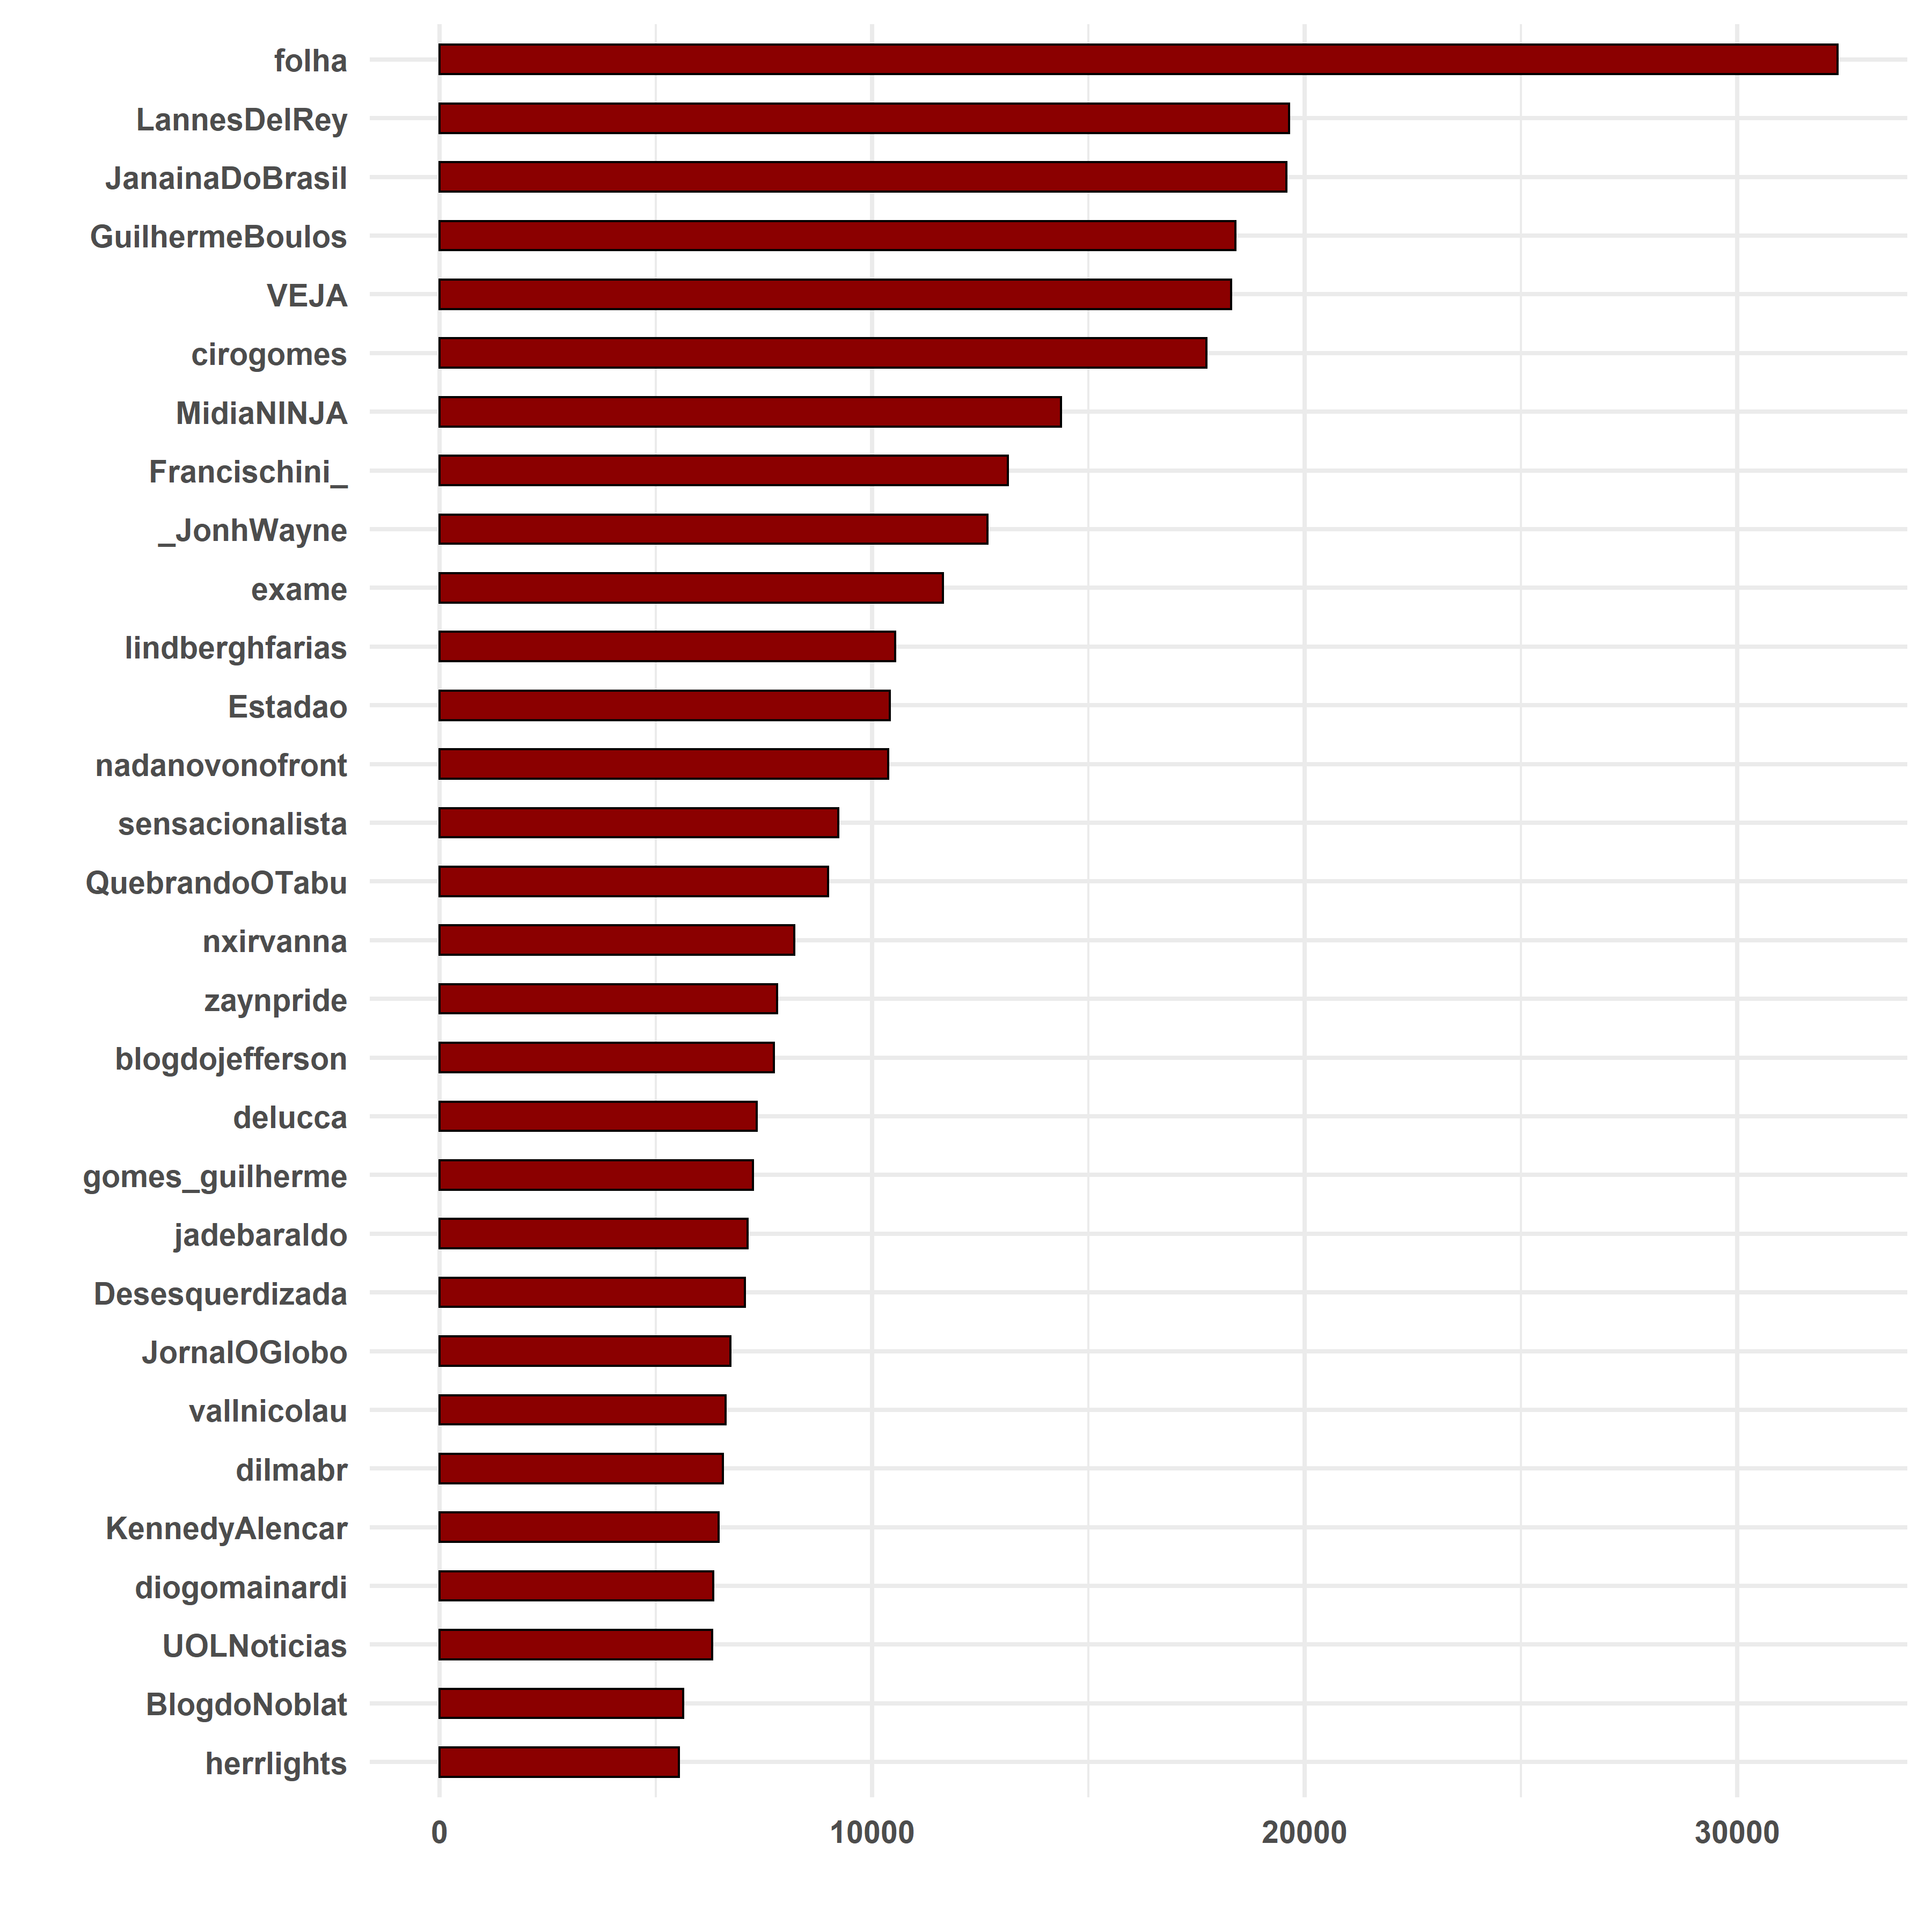 folha
LannesDelRey
JanainaDoBrasil
GuilhermeBoulos
VEJA
cirogomes
MidiaNINJA
Francischini_
_JonhWayne
exame
lindberghfarias
Estadao
nadanovonofront
sensacionalista
QuebrandoOTabu
nxirvanna
zaynpride
blogdojefferson
delucca
gomes_guilherme
jadebaraldo
Desesquerdizada
JornalOGlobo
vallnicolau
dilmabr
KennedyAlencar
diogomainardi
UOLNoticias
BlogdoNoblat
herrlights
0 10000 20000 30000